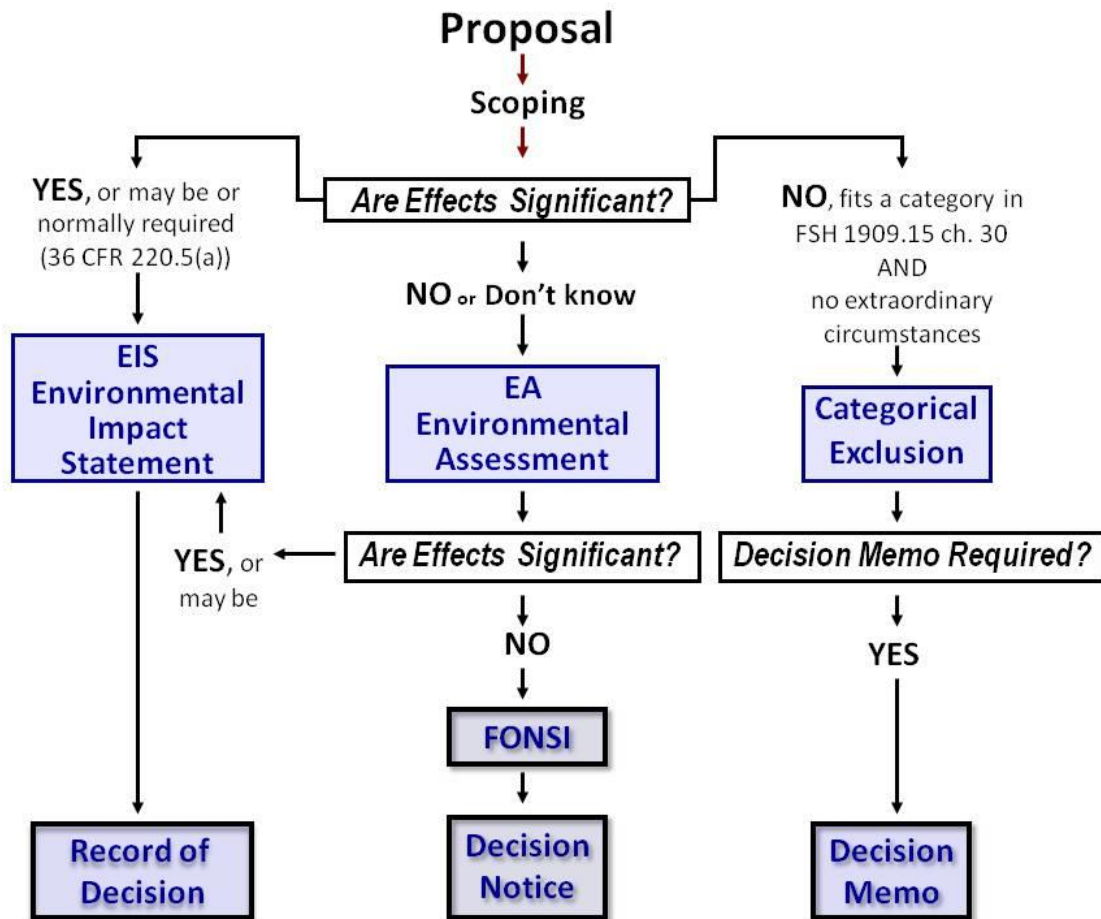 Proposal
Scoping
Are Effects Significant?
YES, or may be or
normally required
(36 CFR 220.5(a))
NO or Don't know
NO, fits a category in
FSH 1909.15 ch. 30
AND
no extraordinary
circumstances
EIS
Environmental
Impact
Statement
EA
Environmental
Assessment
Categorical
Exclusion
YES, or
may be
Are Effects Significant?
Decision Memo Required?
NO
YES
FONSI
Record of
Decision
Decision
Notice
Decision
Memo